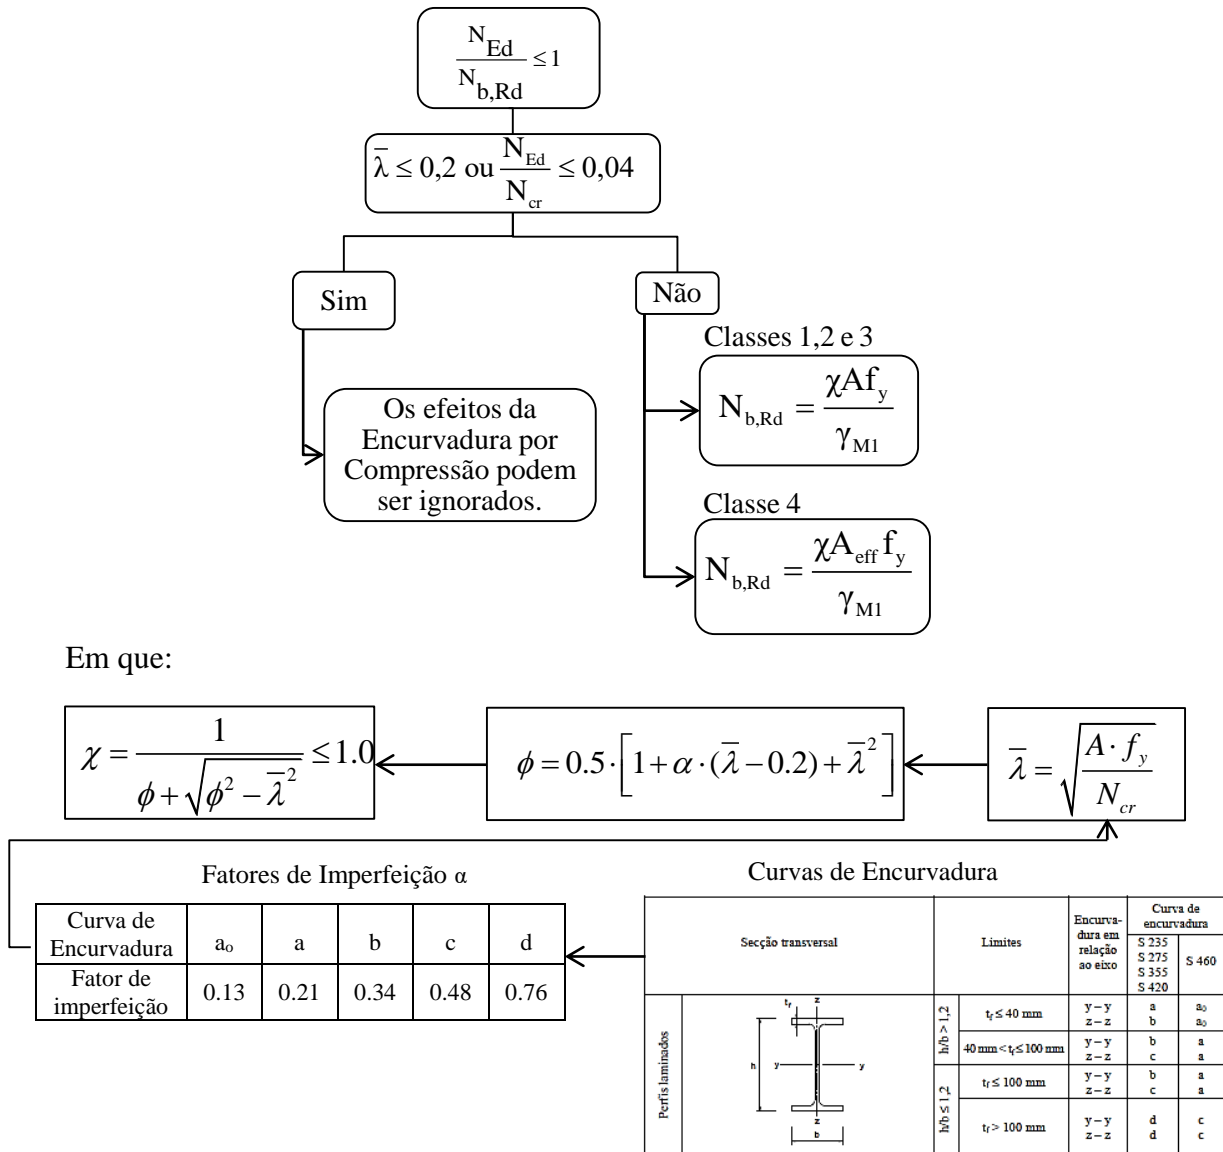 N_Ed / N_b,Rd ≤ 1
λ̅ ≤ 0,2 ou N_Ed / N_cr ≤ 0,04
Sim
Não
Os efeitos da
Encurvadura por
Compressão podem
ser ignorados.
Classes 1,2 e 3
N_b,Rd = χAf_y / γ_M1
Classe 4
N_b,Rd = χA_eff f_y / γ_M1
Em que:
χ = 1 / (ϕ + √(ϕ² − λ̅²)) ≤ 1.0
ϕ = 0.5 · [1 + α · (λ̅ − 0.2) + λ̅²]
λ̅ = √(A · f_y / N_cr)
Fatores de Imperfeição α
Curva de Encurvadura a₀ a b c d
Fator de imperfeição 0.13 0.21 0.34 0.48 0.76
Curvas de Encurvadura
Secção transversal
Limites
Encurva-
dura em
relação
ao eixo
Curva de
encurvadura
S 235
S 275
S 355
S 420
S 460
Perfis laminados
t_f z
h y y
z
b
h/b > 1,2
t_f ≤ 40 mm
y – y a a₀
z – z b a₀
40 mm < t_f ≤ 100 mm
y – y b a
z – z c a
h/b ≤ 1,2
t_f ≤ 100 mm
y – y b a
z – z c a
t_f > 100 mm
y – y d c
z – z d c